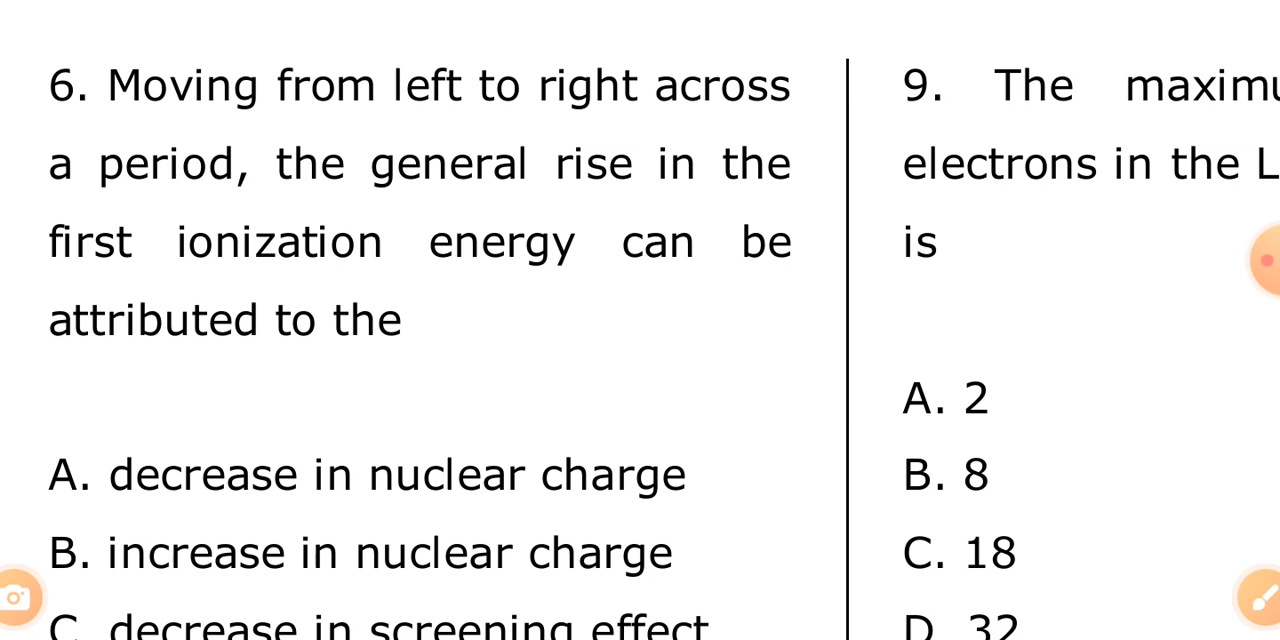 6. Moving from left to right across
a period, the general rise in the
first ionization energy can be
attributed to the
A. decrease in nuclear charge
B. increase in nuclear charge
C. decrease in screening effect
9. The
electrons in the L
is
A. 2
B. 8
C. 18
D. 32